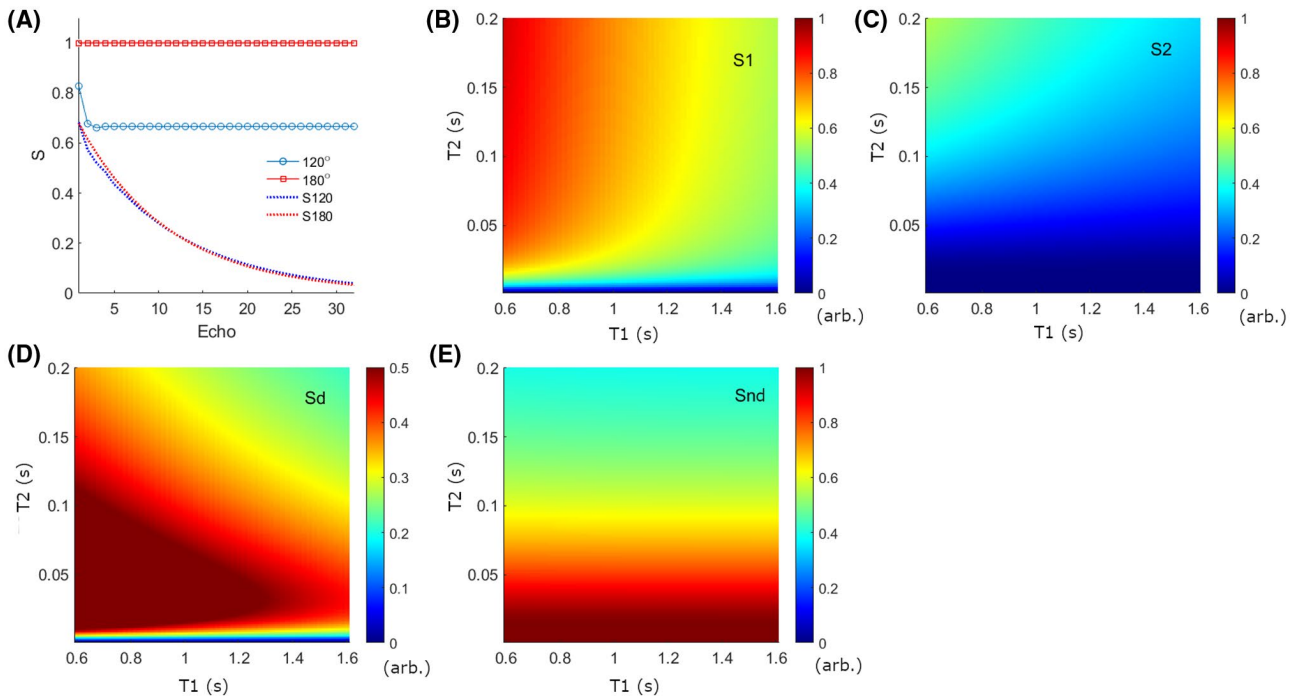 (A)
1
0.8
0.6
0.4
0.2
0
S
5 10 15 20 25 30
Echo
120°
180°
S120
S180
(B)
0.2
0.15
0.1
0.05
T2 (s)
0.6 0.8 1 1.2 1.4 1.6
T1 (s)
S1
1
0.8
0.6
0.4
0.2
0
(arb.)
(C)
0.2
0.15
0.1
0.05
T2 (s)
0.6 0.8 1 1.2 1.4 1.6
T1 (s)
S2
1
0.8
0.6
0.4
0.2
0
(arb.)
(D)
0.2
0.15
0.1
0.05
T2 (s)
0.6 0.8 1 1.2 1.4 1.6
T1 (s)
Sd
0.5
0.4
0.3
0.2
0.1
0
(arb.)
(E)
0.2
0.15
0.1
0.05
T2 (s)
0.6 0.8 1 1.2 1.4 1.6
T1 (s)
Snd
1
0.8
0.6
0.4
0.2
0
(arb.)